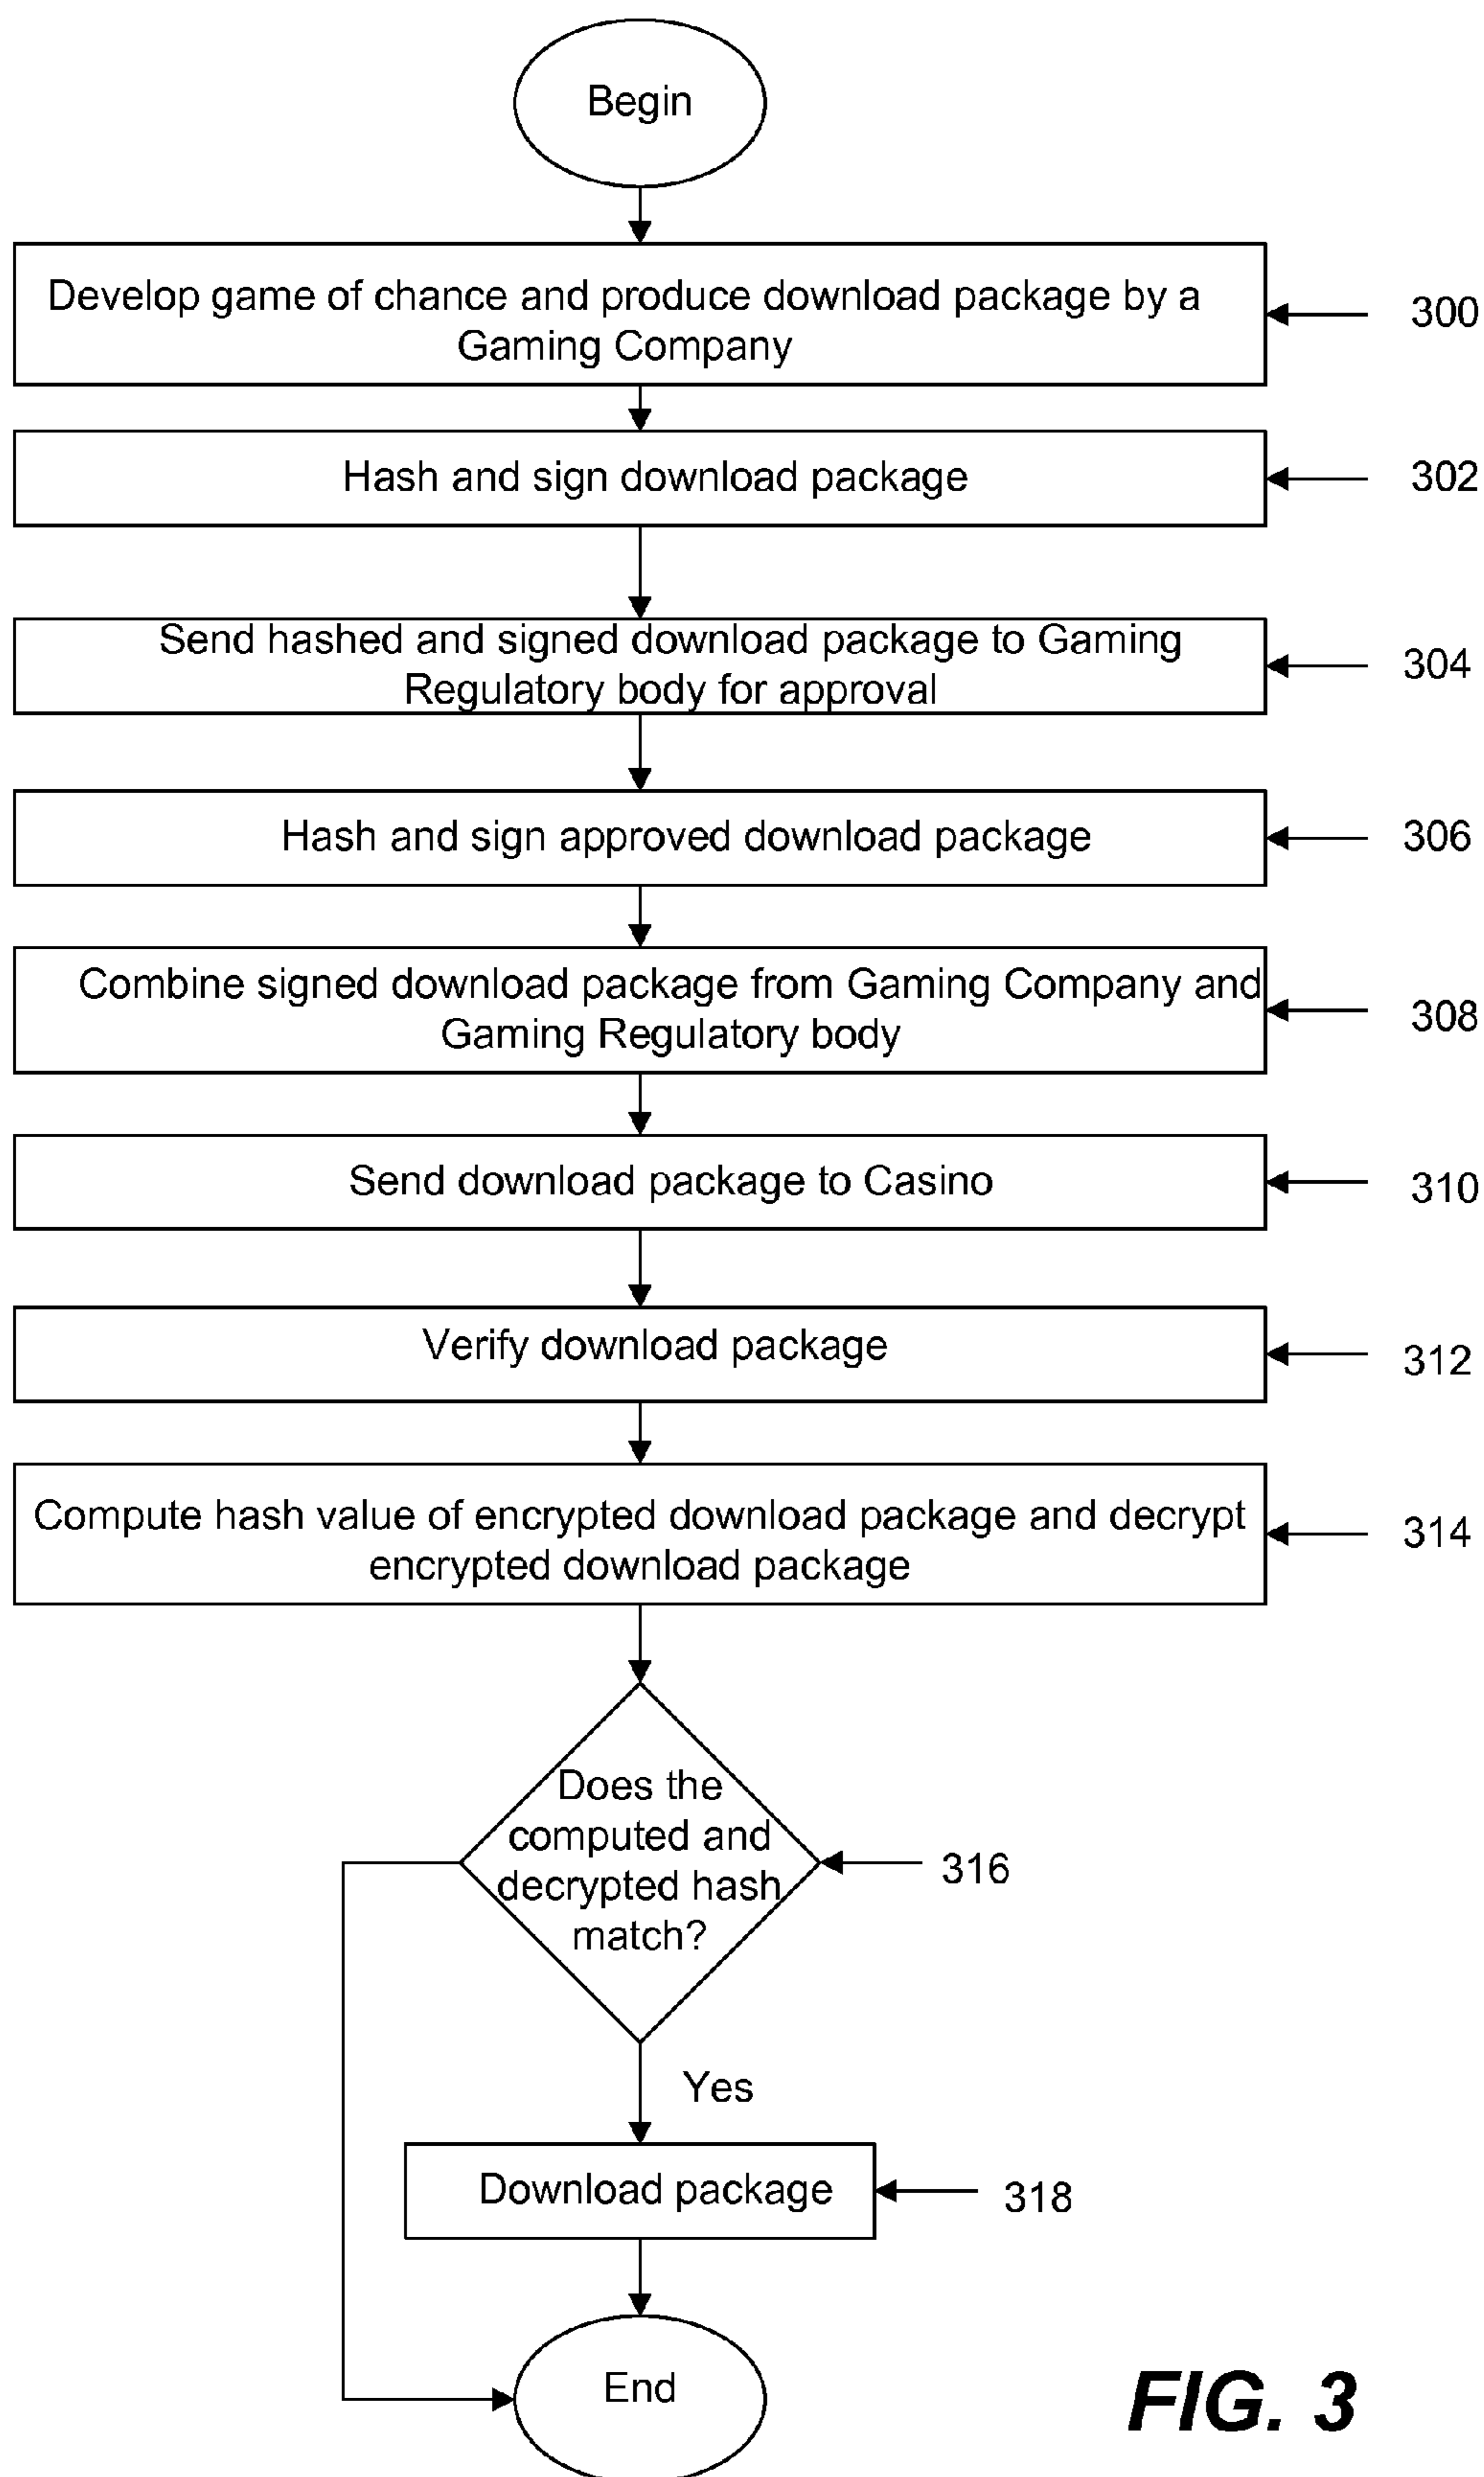 Begin
Develop game of chance and produce download package by a
Gaming Company
300
Hash and sign download package
302
Send hashed and signed download package to Gaming
Regulatory body for approval
304
Hash and sign approved download package
306
Combine signed download package from Gaming Company and
Gaming Regulatory body
308
Send download package to Casino
310
Verify download package
312
Compute hash value of encrypted download package and decrypt
encrypted download package
314
Does the
computed and
decrypted hash
match?
316
Yes
Download package
318
End
FIG. 3